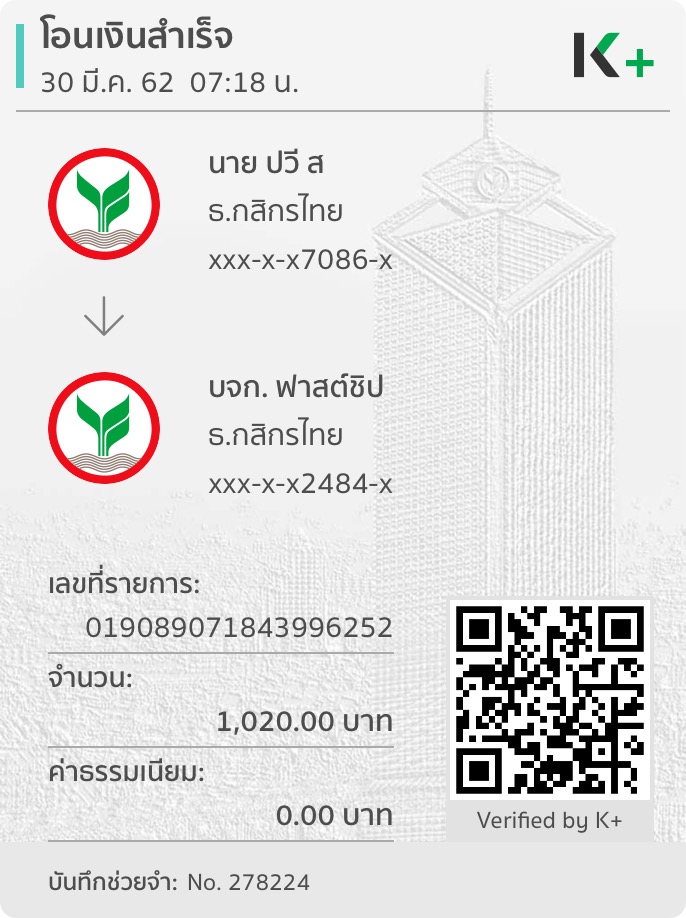 โอนเงินสำเร็จ
30 มี.ค. 62 07:18 น.
K+
นาย ปวี ส
ธ.กสิกรไทย
xxx-x-x7086-x
บจก. ฟาสต์ชิป
ธ.กสิกรไทย
xxx-x-x2484-x
เลขที่รายการ:
019089071843996252
จำนวน:
1,020.00 บาท
ค่าธรรมเนียม:
0.00 บาท
Verified by K+
บันทึกช่วยจำ: No. 278224